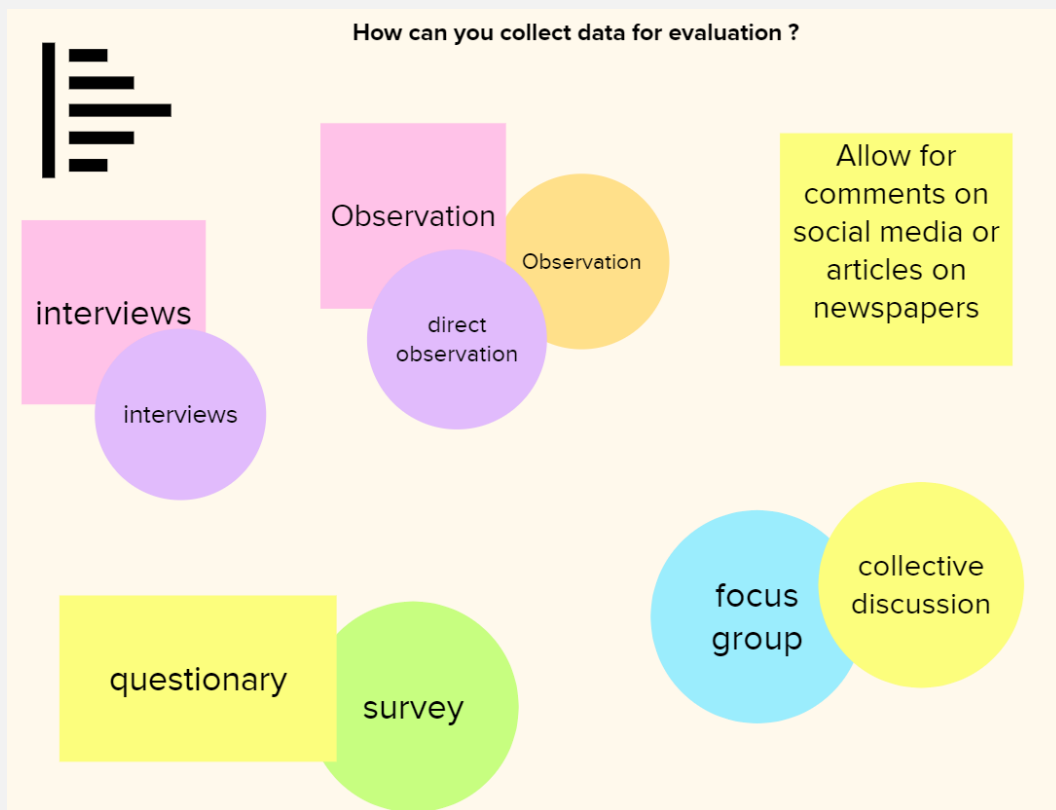 How can you collect data for evaluation ?
Observation
Observation
direct
observation
Allow for
comments on
social media or
articles on
newspapers
interviews
interviews
questionary
survey
focus
group
collective
discussion